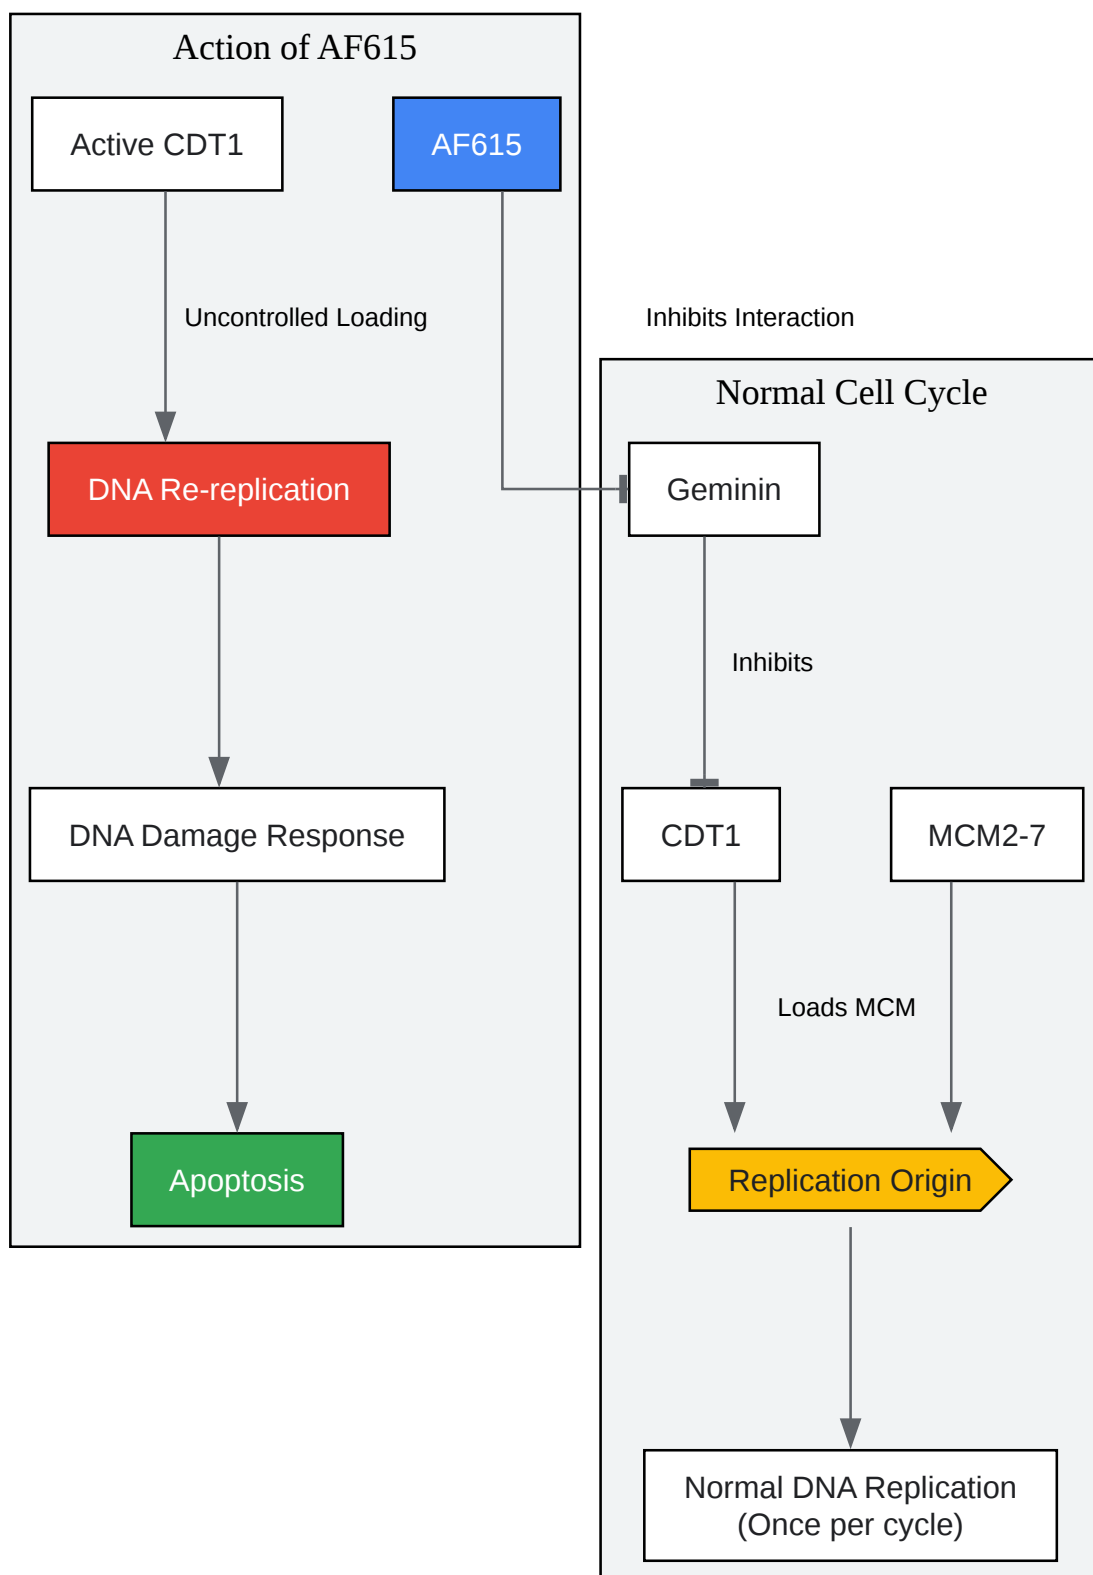 Action of AF615
Active CDT1
AF615
Uncontrolled Loading
Inhibits Interaction
Normal Cell Cycle
DNA Re-replication
Geminin
Inhibits
DNA Damage Response
CDT1
MCM2-7
Loads MCM
Apoptosis
Replication Origin
Normal DNA Replication
(Once per cycle)